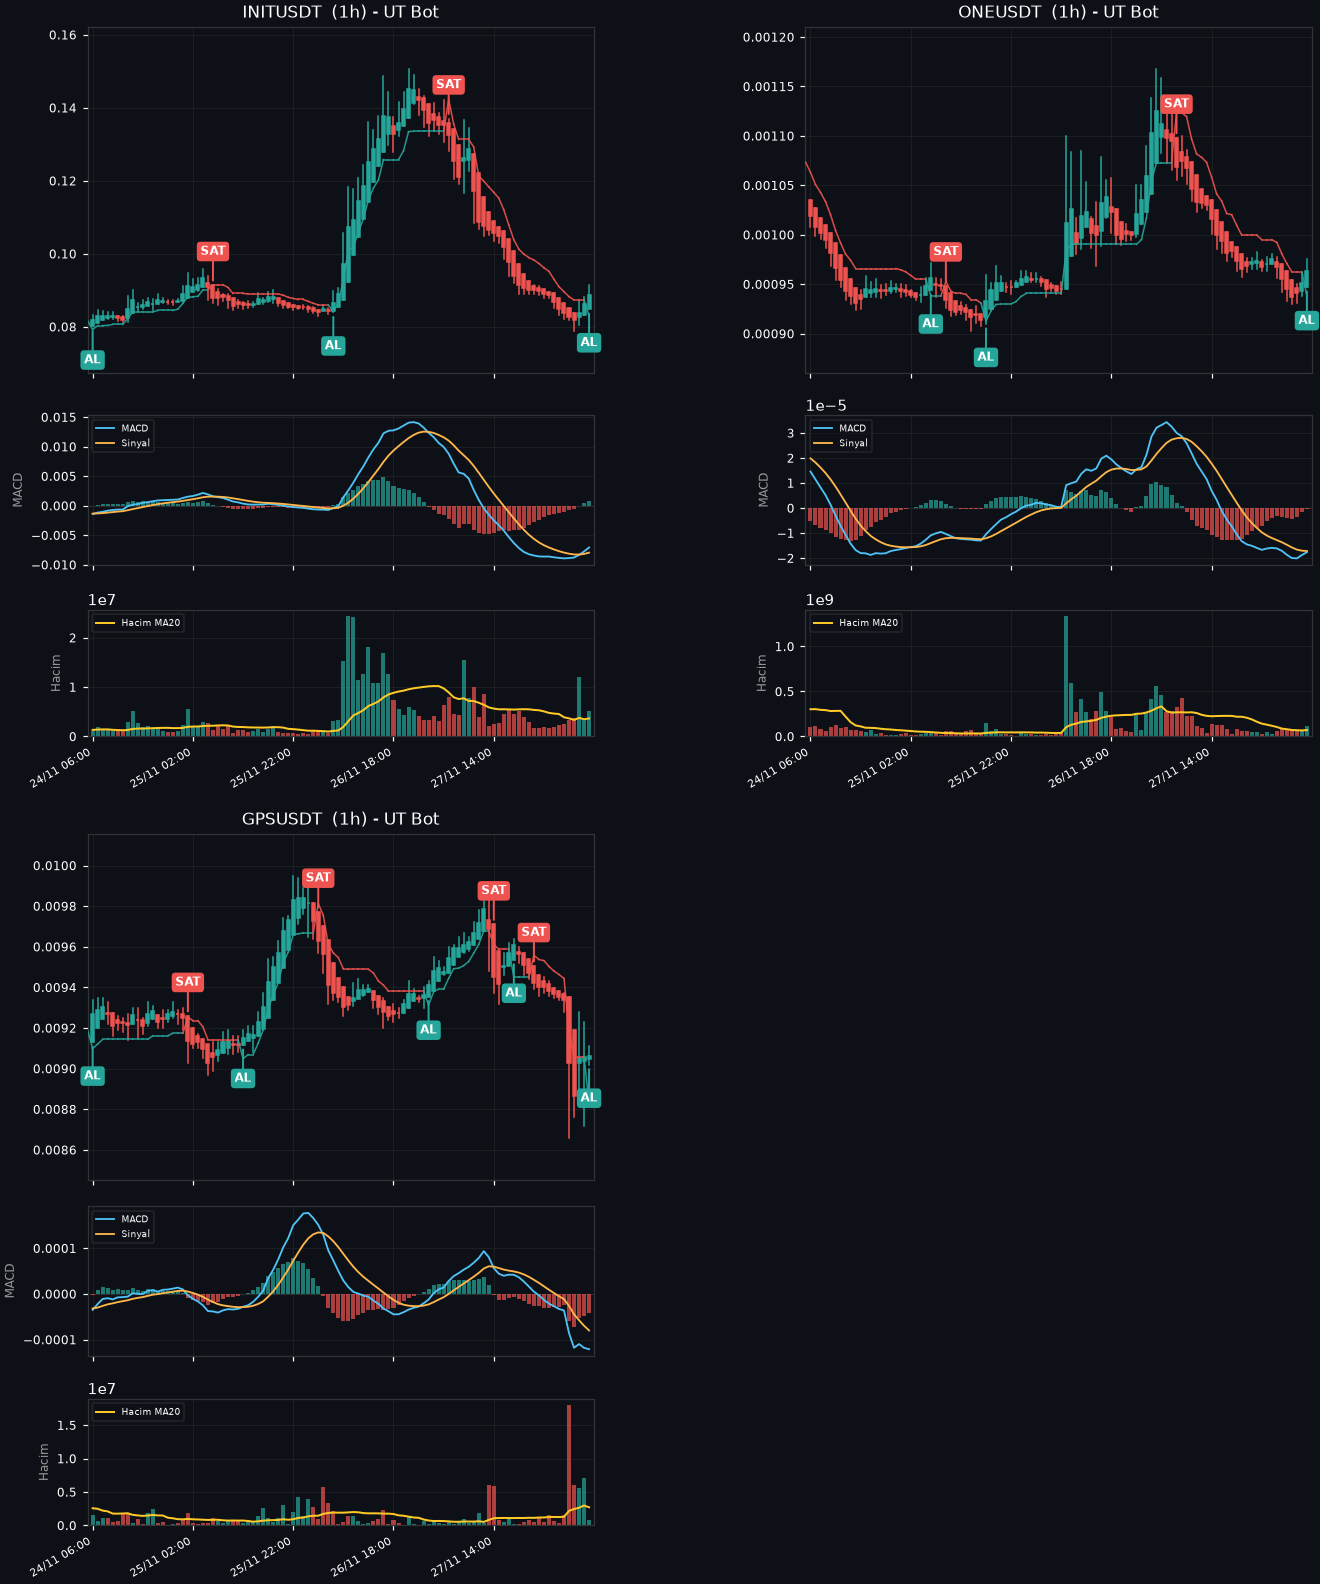 INITUSDT  (1h) - UT Bot
0.16
0.14
0.12
0.10
0.08
AL
SAT
AL
SAT
AL
MACD
0.015
0.010
0.005
0.000
−0.005
−0.010
MACD
Sinyal
1e7
Hacim
2
1
0
Hacim MA20
24/11 06:00
25/11 02:00
25/11 22:00
26/11 18:00
27/11 14:00
ONEUSDT  (1h) - UT Bot
0.00120
0.00115
0.00110
0.00105
0.00100
0.00095
0.00090
AL
SAT
AL
SAT
AL
1e−5
MACD
3
2
1
0
−1
−2
MACD
Sinyal
1e9
Hacim
1.0
0.5
0.0
Hacim MA20
24/11 06:00
25/11 02:00
25/11 22:00
26/11 18:00
27/11 14:00
GPSUSDT  (1h) - UT Bot
0.0100
0.0098
0.0096
0.0094
0.0092
0.0090
0.0088
0.0086
AL
SAT
AL
SAT
AL
SAT
AL
SAT
AL
MACD
0.0001
0.0000
−0.0001
MACD
Sinyal
1e7
Hacim
1.5
1.0
0.5
0.0
Hacim MA20
24/11 06:00
25/11 02:00
25/11 22:00
26/11 18:00
27/11 14:00